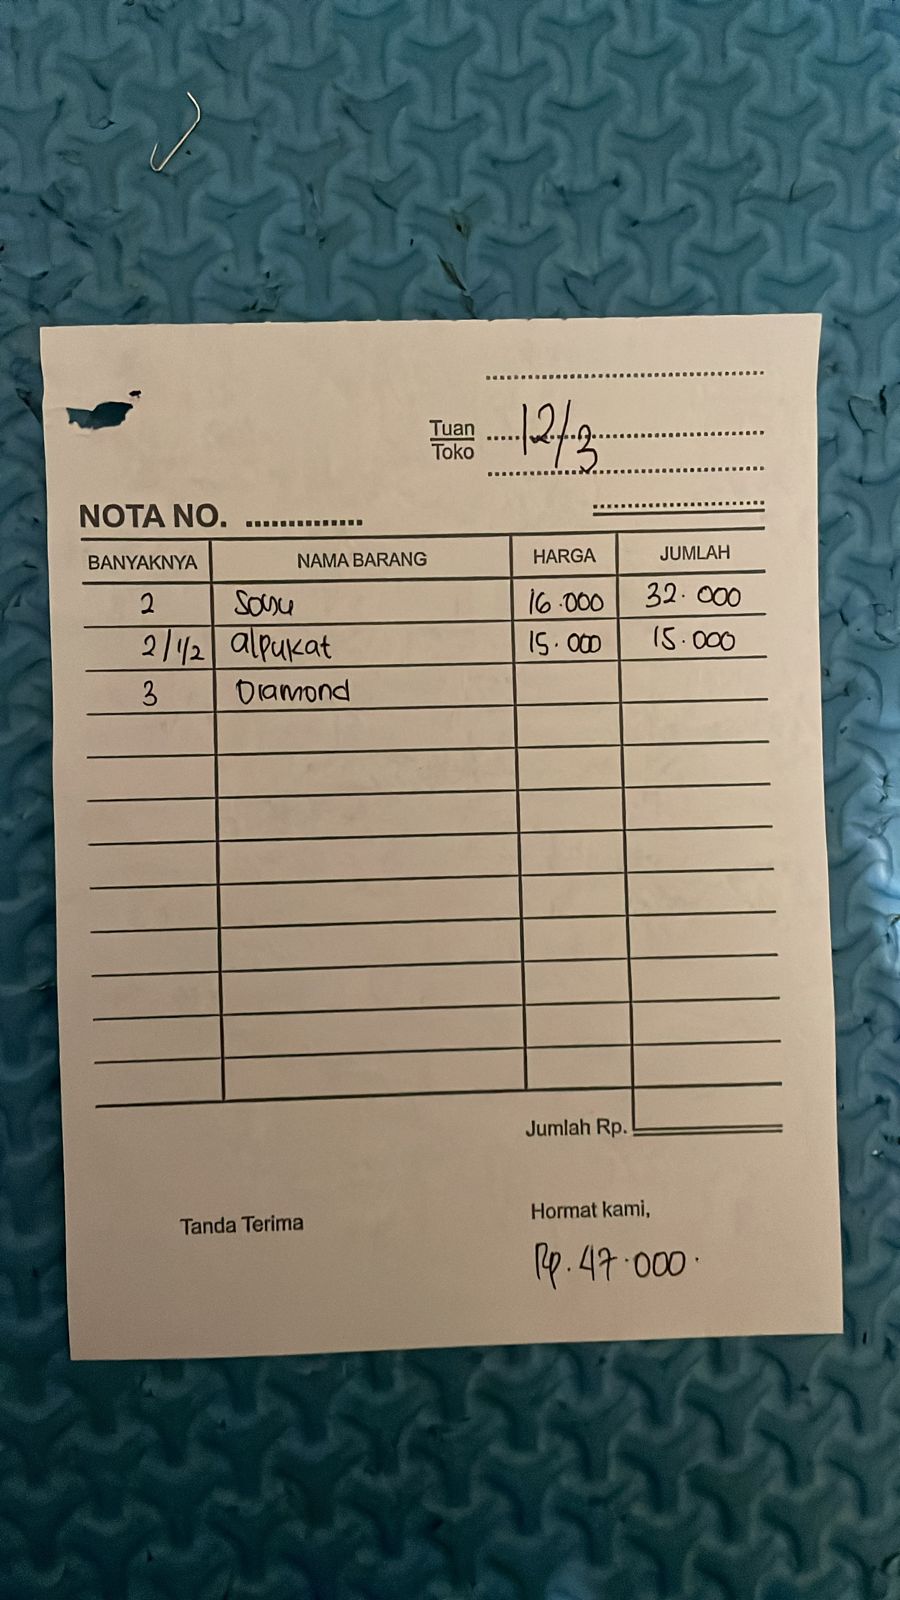 12/3
Tuan
Toko
NOTA NO. ...............
BANYAKNYA NAMA BARANG HARGA JUMLAH
2 16.000 32.000
2/1/2 alpukat 15.000 15.000
3 Diamond
Jumlah Rp.
Tanda Terima Hormat kami,
Rp. 47.000.